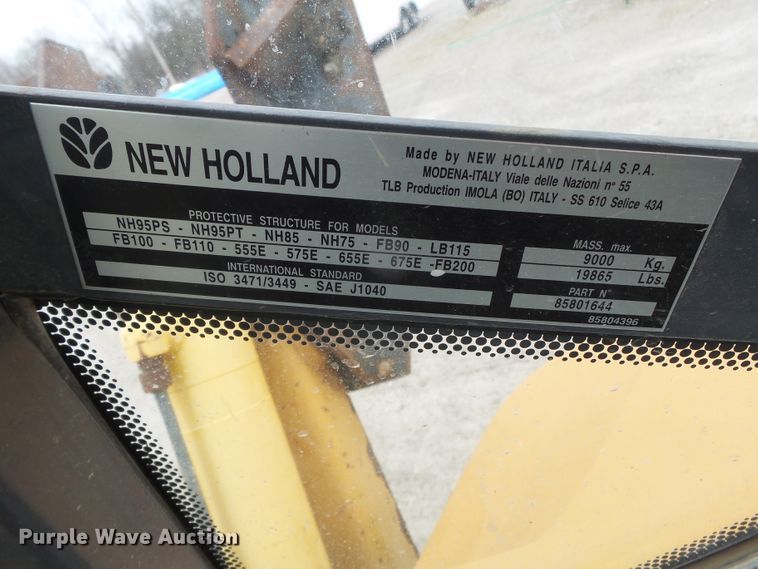 NEW HOLLAND
Made by NEW HOLLAND ITALIA S.P.A.
MODENA-ITALY Viale delle Nazioni n° 55
TLB Production IMOLA (BO) ITALY - SS 610 Selice 43A
PROTECTIVE STRUCTURE FOR MODELS
NH95PS - NH95PT - NH85 - NH75 - FB90 - LB115
FB100 - FB110 - 555E - 575E - 655E - 675E -FB200
INTERNATIONAL STANDARD
ISO 3471/3449 - SAE J1040
MASS. max.
9000 Kg.
19865 Lbs.
PART N°
85801644
85804396
Purple Wave Auction